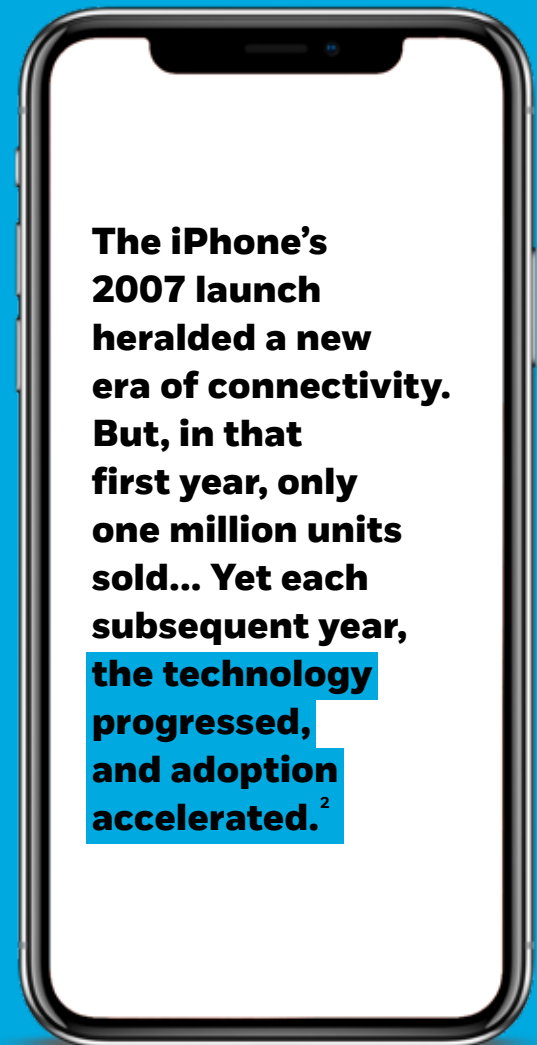 The iPhone’s
2007 launch
heralded a new
era of connectivity.
But, in that
first year, only
one million units
sold... Yet each
subsequent year,
the technology
progressed,
and adoption
accelerated.²